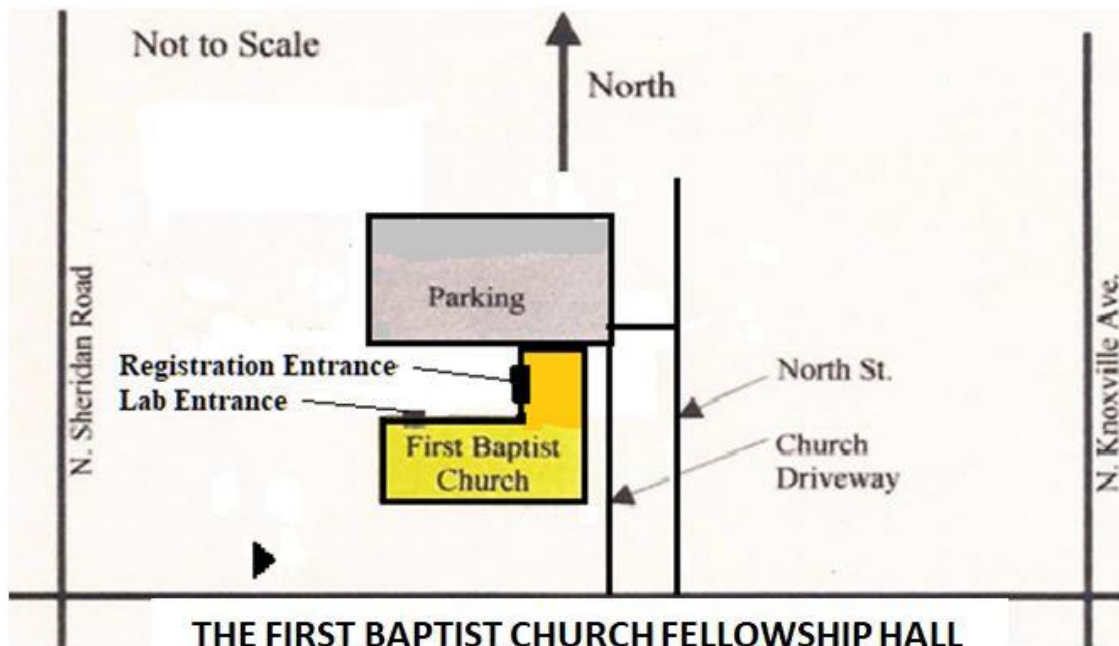 Not to Scale
North
Parking
N. Sheridan Road
Registration Entrance
Lab Entrance
First Baptist
Church
North St.
Church
Driveway
N. Knoxville Ave.
THE FIRST BAPTIST CHURCH FELLOWSHIP HALL